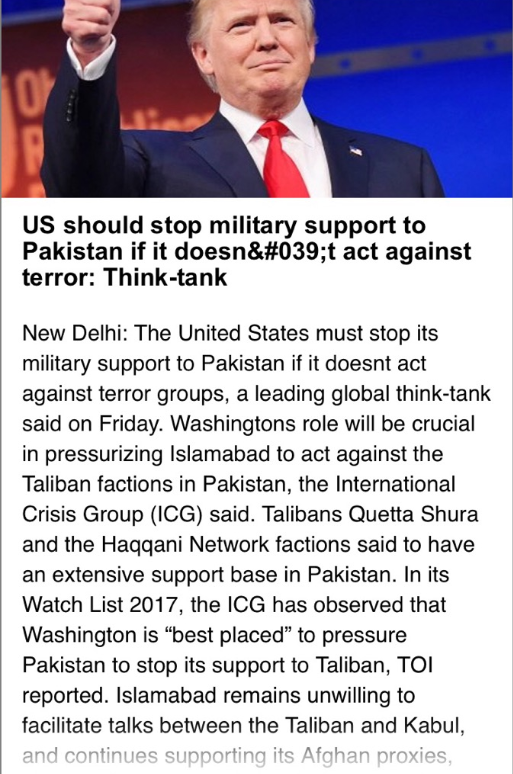 US should stop military support to
Pakistan if it doesn&#039;t act against
terror: Think-tank
New Delhi: The United States must stop its
military support to Pakistan if it doesnt act
against terror groups, a leading global think-tank
said on Friday. Washingtons role will be crucial
in pressurizing Islamabad to act against the
Taliban factions in Pakistan, the International
Crisis Group (ICG) said. Talibans Quetta Shura
and the Haqqani Network factions said to have
an extensive support base in Pakistan. In its
Watch List 2017, the ICG has observed that
Washington is “best placed” to pressure
Pakistan to stop its support to Taliban, TOI
reported. Islamabad remains unwilling to
facilitate talks between the Taliban and Kabul,
and continues supporting its Afghan proxies,